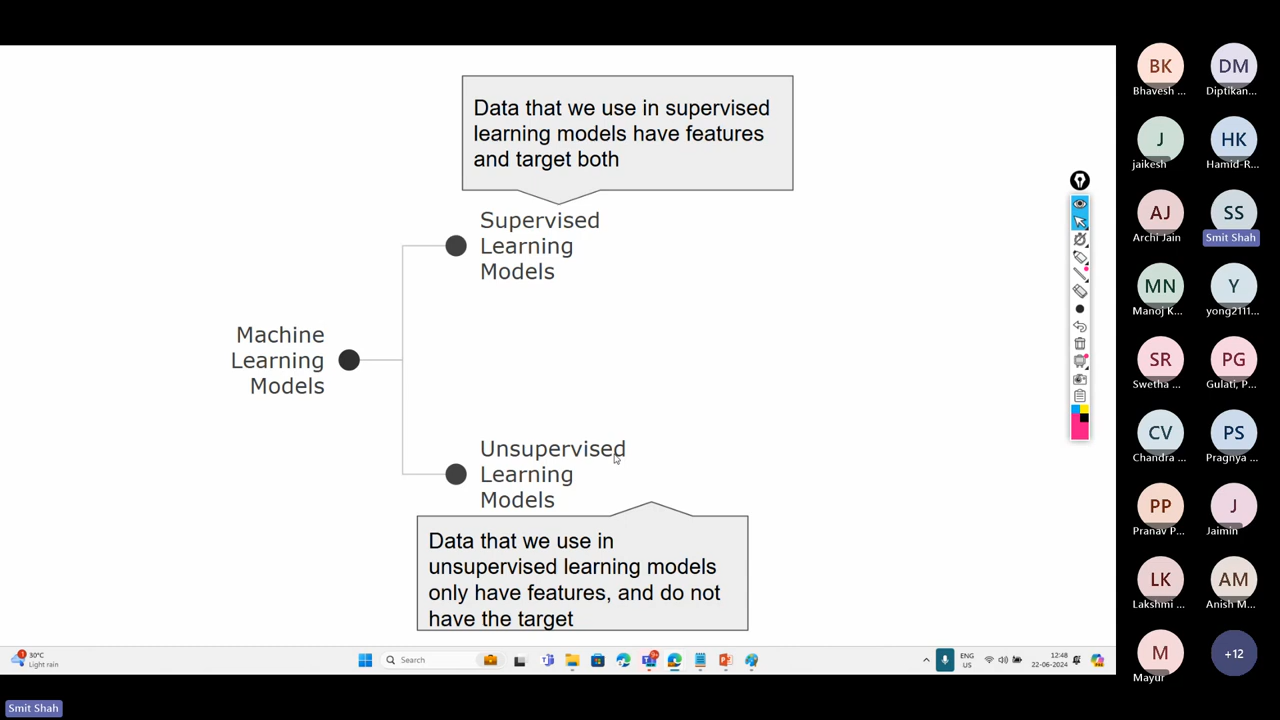 Data that we use in supervised
learning models have features
and target both
Supervised
Learning
Models
Machine
Learning
Models
Unsupervised
Learning
Models
Data that we use in
unsupervised learning models
only have features, and do not
have the target
BK
Bhavesh ...
DM
Diptikan...
J
jaikesh
HK
Hamid-R...
AJ
Archi Jain
SS
Smit Shah
MN
Manoj K...
Y
yong2111...
SR
Swetha ...
PG
Gulati, P...
CV
Chandra ...
PS
Pragnya ...
PP
Pranav P...
J
Jaimin
LK
Lakshmi ...
AM
Anish M...
M
Mayur
+12
1
30°C
Light rain
Search
ENG
US
12:48
22-06-2024
Smit Shah